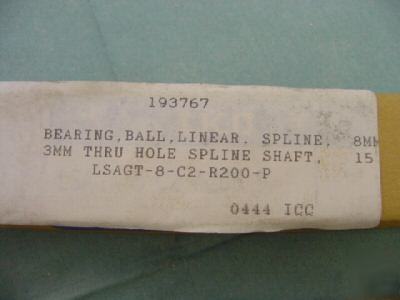 193767
BEARING,BALL,LINEAR, SPLINE, 8MM
3MM THRU HOLE SPLINE SHAFT, 15
LSAGT-8-C2-R200-P
0444 ICC